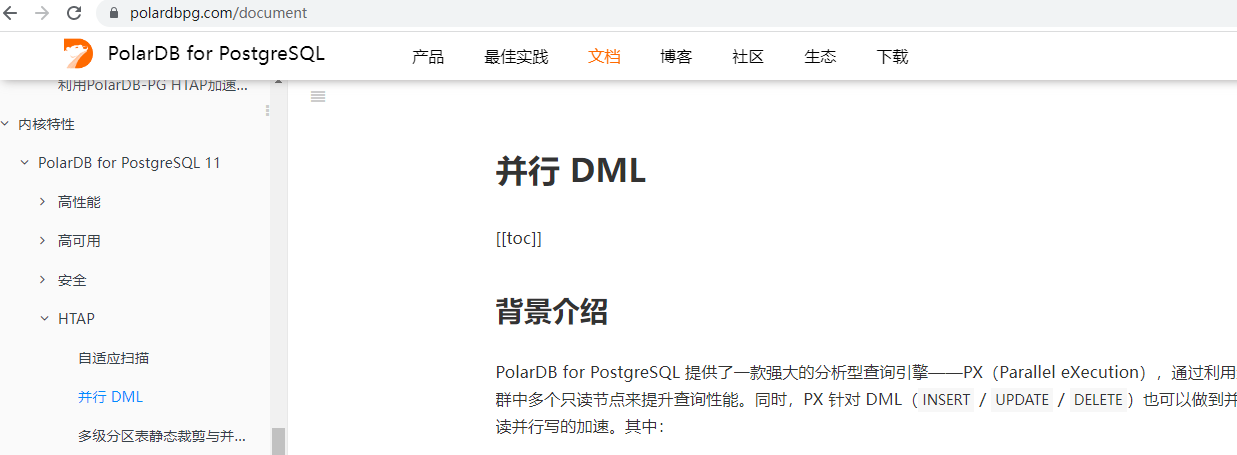 polardbpg.com/document
PolarDB for PostgreSQL
产品
最佳实践
文档
博客
社区
生态
下载
利用PolarDB-PG HTAP加速...
内核特性
PolarDB for PostgreSQL 11
高性能
高可用
安全
HTAP
自适应扫描
并行 DML
多级分区表静态裁剪与并...
并行 DML
[[toc]]
背景介绍
PolarDB for PostgreSQL 提供了一款强大的分析型查询引擎——PX（Parallel eXecution），通过利用
群中多个只读节点来提升查询性能。同时，PX 针对 DML（ INSERT / UPDATE / DELETE ）也可以做到并
读并行写的加速。其中：